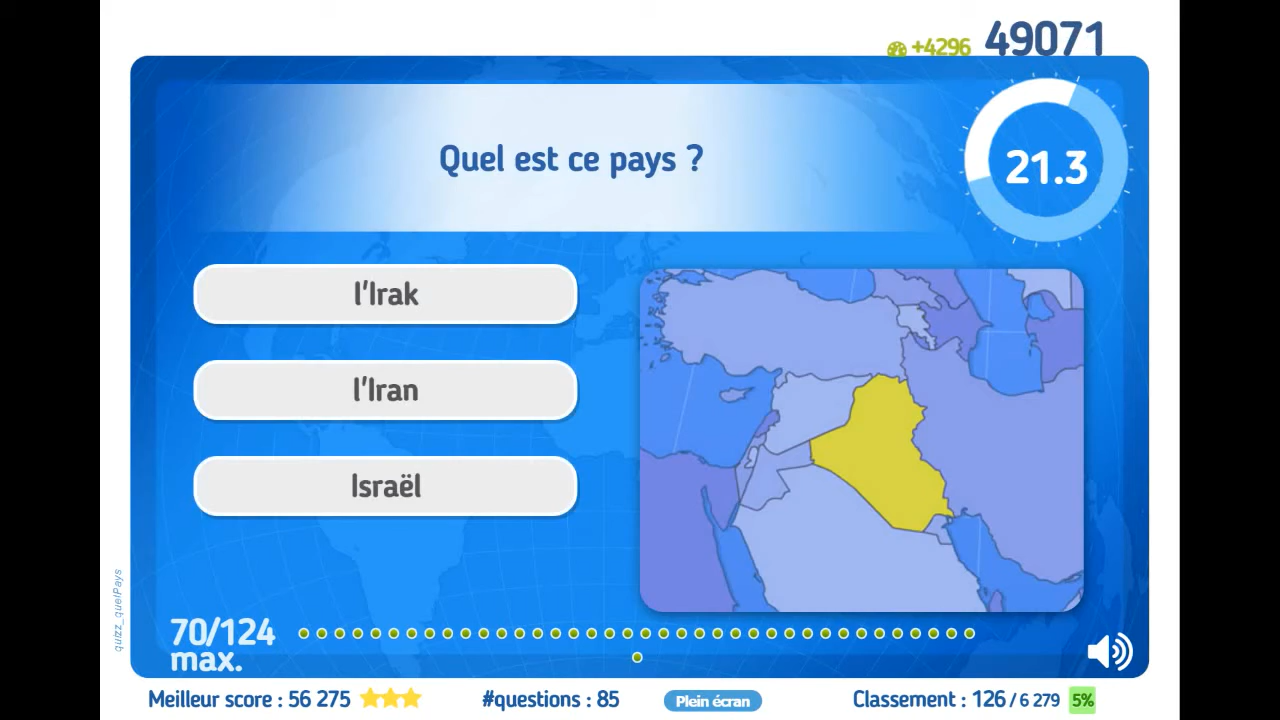 +4296 49071
Quel est ce pays ?
21.3
l'Irak
l'Iran
Israël
quizz_quelPays
70/124
max.
Meilleur score : 56 275 #questions : 85 Plein écran Classement : 126 / 6 279 5%